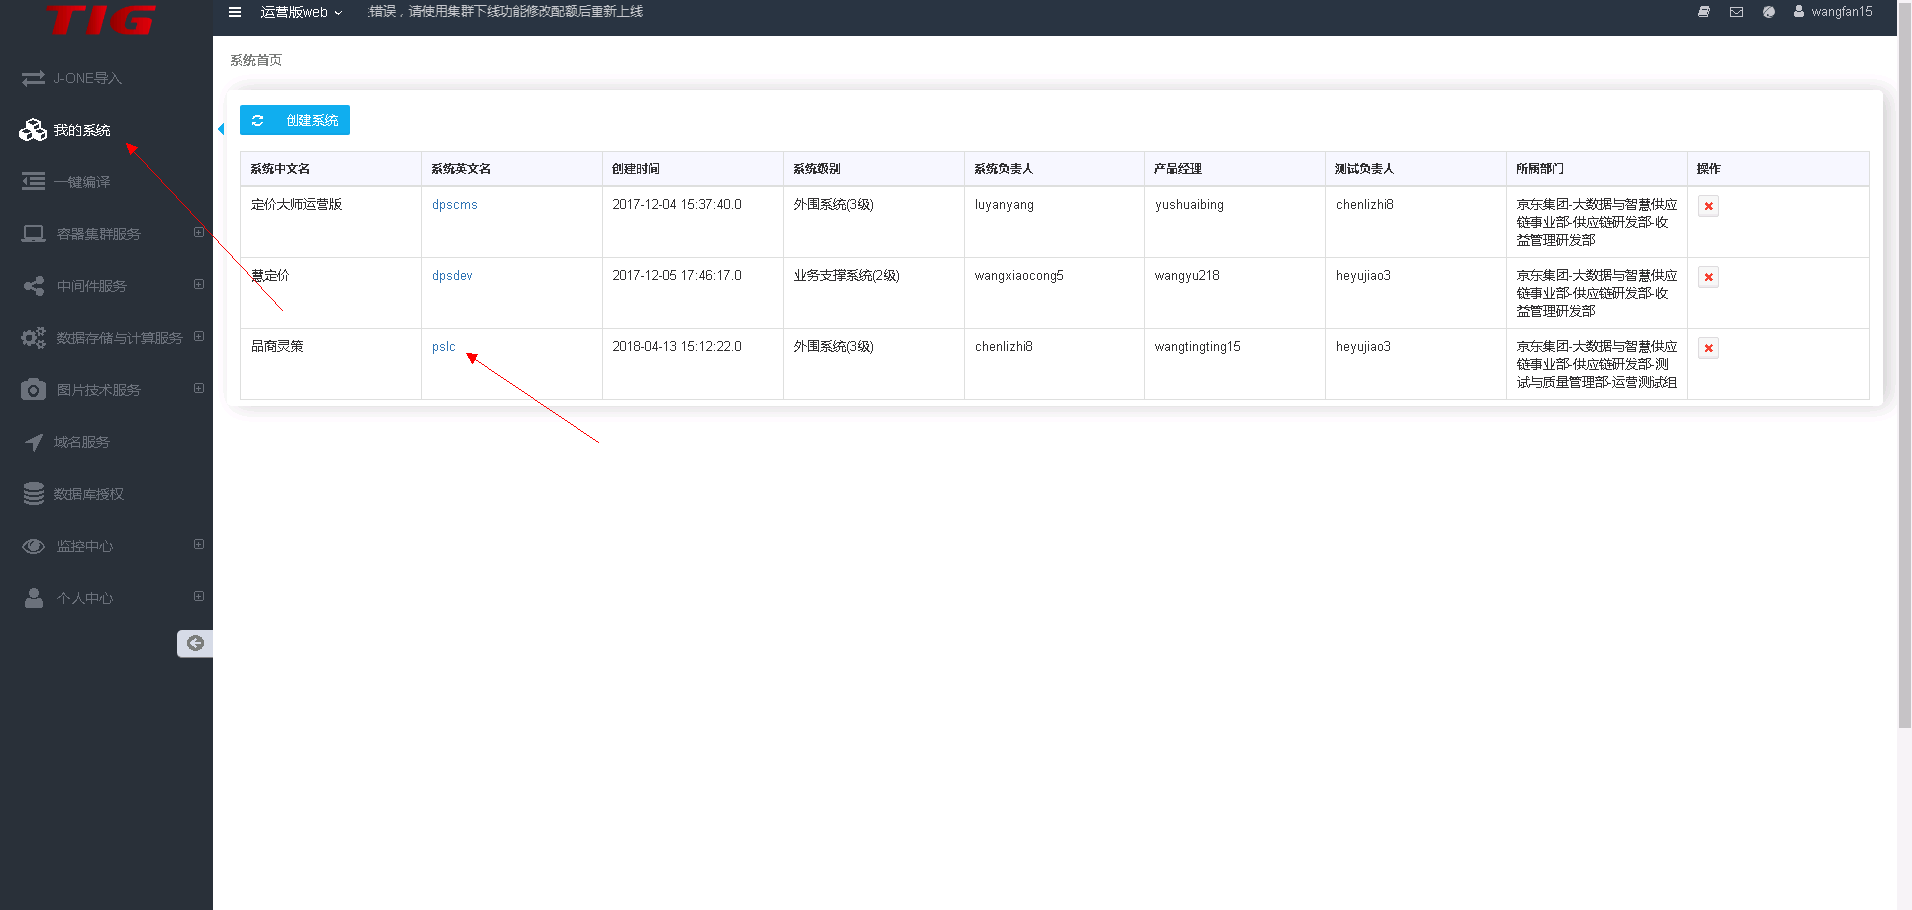 TIG
运营版web
错误，请使用集群下线功能修改配额后重新上线
wangfan15
J-ONE导入
我的系统
一键编译
容器集群服务
中间件服务
数据存储与计算服务
图片技术服务
域名服务
数据库授权
监控中心
个人中心
系统首页
创建系统
系统中文名 系统英文名 创建时间 系统级别 系统负责人 产品经理 测试负责人 所属部门 操作
定价大师运营版 dpscms 2017-12-04 15:37:40.0 外围系统(3级) luyanyang yushuaibing chenlizhi8 京东集团-大数据与智慧供应
链事业部-供应链研发部-收
益管理研发部
慧定价 dpsdev 2017-12-05 17:46:17.0 业务支撑系统(2级) wangxiaocong5 wangyu218 heyujiao3 京东集团-大数据与智慧供应
链事业部-供应链研发部-收
益管理研发部
品商灵策 pslc 2018-04-13 15:12:22.0 外围系统(3级) chenlizhi8 wangtingting15 heyujiao3 京东集团-大数据与智慧供应
链事业部-供应链研发部-测
试与质量管理部-运营测试组